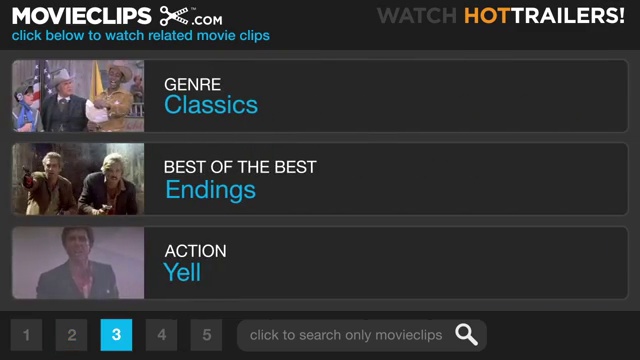 MOVIECLIPS ™ .COM
WATCH HOTTRAILERS!
click below to watch related movie clips
GENRE
Classics
BEST OF THE BEST
Endings
ACTION
Yell
1 2 3 4 5
click to search only movieclips